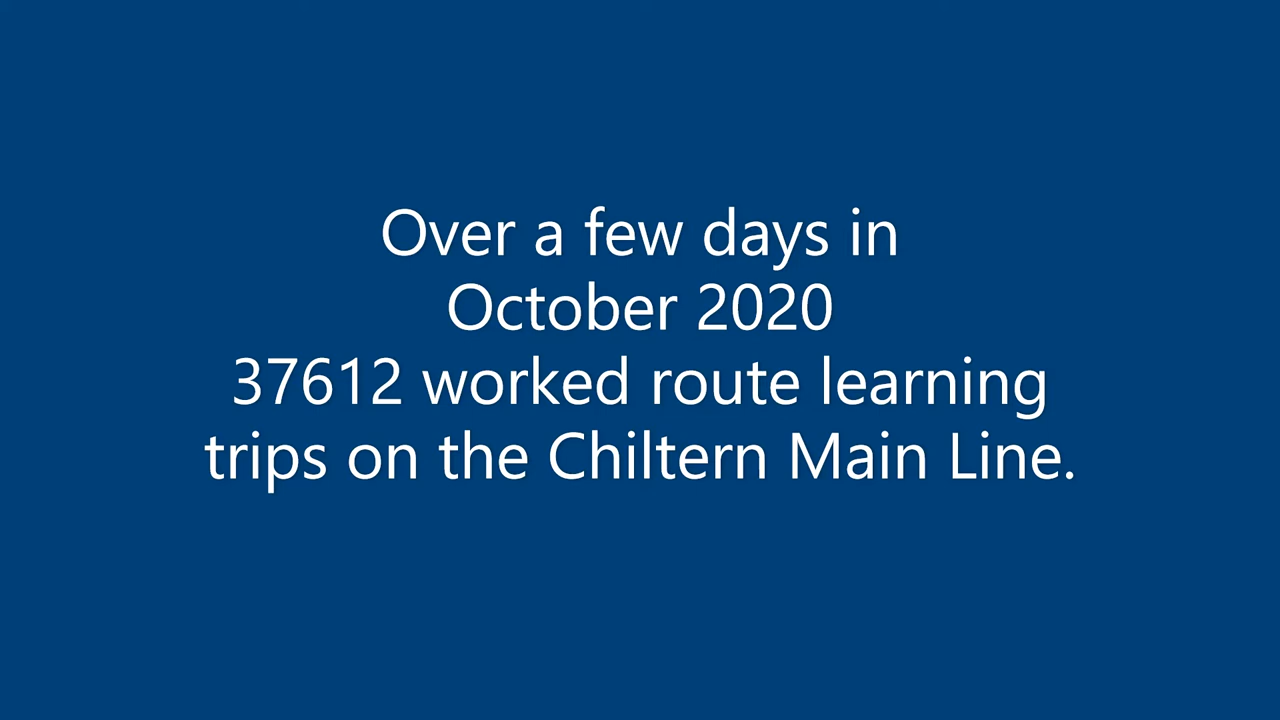 Over a few days in
October 2020
37612 worked route learning
trips on the Chiltern Main Line.